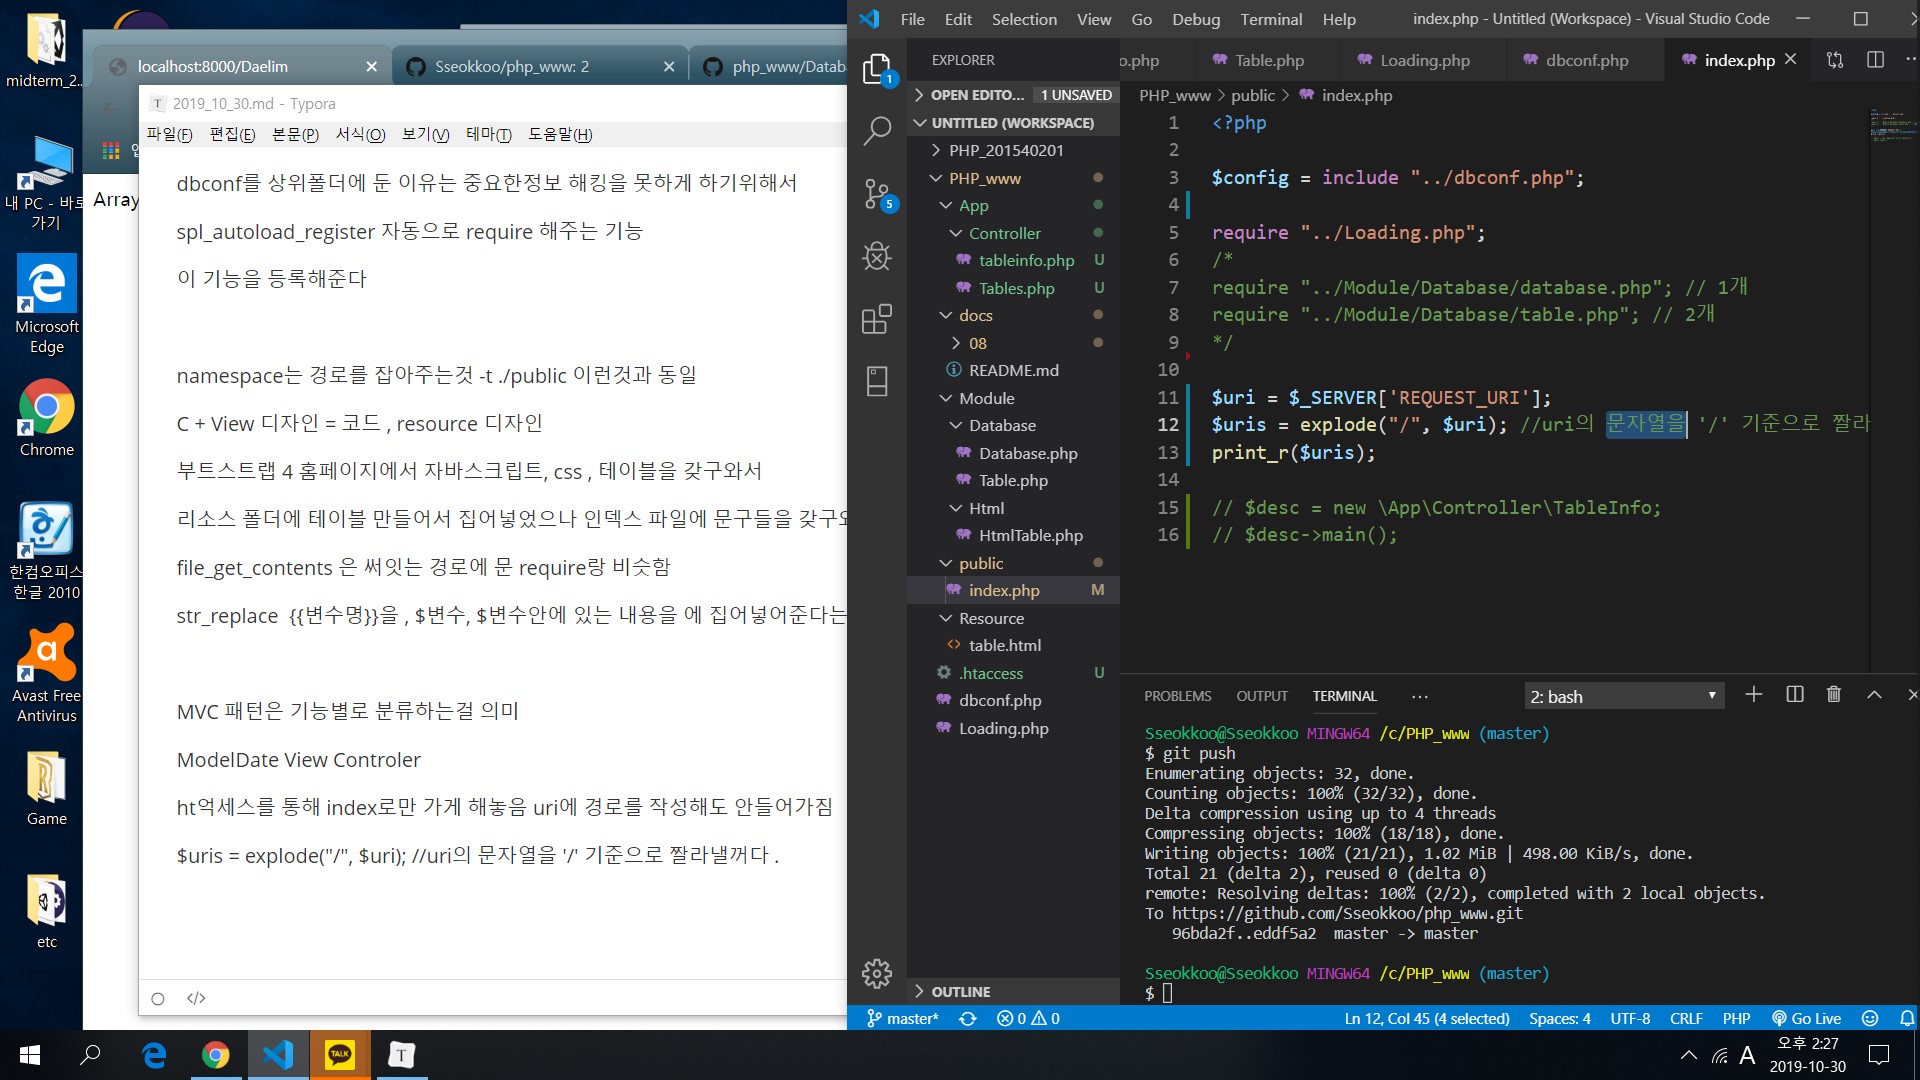 midterm_2...
내 PC - 바로
가기
Microsoft
Edge
Chrome
한컴오피스
한글 2010
Avast Free
Antivirus
Game
etc
localhost:8000/Daelim
Sseokkoo/php_www: 2
php_www/Datab
Array
2019_10_30.md - Typora
파일(F) 편집(E) 본문(P) 서식(O) 보기(V) 테마(T) 도움말(H)
dbconf를 상위폴더에 둔 이유는 중요한정보 해킹을 못하게 하기위해서
spl_autoload_register 자동으로 require 해주는 기능
이 기능을 등록해준다
namespace는 경로를 잡아주는것 -t ./public 이런것과 동일
C + View 디자인 = 코드 , resource 디자인
부트스트랩 4 홈페이지에서 자바스크립트, css , 테이블을 갖구와서
리소스 폴더에 테이블 만들어서 집어넣었으나 인덱스 파일에 문구들을 갖구
file_get_contents 은 써잇는 경로에 문 require랑 비슷함
str_replace {{변수명}}을 , $변수, $변수안에 있는 내용을 에 집어넣어준다는
MVC 패턴은 기능별로 분류하는걸 의미
ModelDate View Controler
ht억세스를 통해 index로만 가게 해놓음 uri에 경로를 작성해도 안들어가짐
$uris = explode("/", $uri); //uri의 문자열을 '/' 기준으로 짤라낼꺼다 .
File Edit Selection View Go Debug Terminal Help
index.php - Untitled (Workspace) - Visual Studio Code
1
5
EXPLORER
OPEN EDITO... 1 UNSAVED
UNTITLED (WORKSPACE)
PHP_201540201
PHP_www
App
Controller
tableinfo.php U
Tables.php U
docs
08
README.md
Module
Database
Database.php
Table.php
Html
HtmlTable.php
public
index.php M
Resource
table.html
.htaccess U
dbconf.php
Loading.php
OUTLINE
o.php Table.php Loading.php dbconf.php index.php
PHP_www > public > index.php
1 <?php
2
3 $config = include "../dbconf.php";
4
5 require "../Loading.php";
6 /*
7 require "../Module/Database/database.php"; // 1개
8 require "../Module/Database/table.php"; // 2개
9 */
10
11 $uri = $_SERVER['REQUEST_URI'];
12 $uris = explode("/", $uri); //uri의 문자열을 '/' 기준으로 짤라
13 print_r($uris);
14
15 // $desc = new \App\Controller\TableInfo;
16 // $desc->main();
PROBLEMS OUTPUT TERMINAL ... 2: bash
Sseokkoo@Sseokkoo MINGW64 /c/PHP_www (master)
$ git push
Enumerating objects: 32, done.
Counting objects: 100% (32/32), done.
Delta compression using up to 4 threads
Compressing objects: 100% (18/18), done.
Writing objects: 100% (21/21), 1.02 MiB | 498.00 KiB/s, done.
Total 21 (delta 2), reused 0 (delta 0)
remote: Resolving deltas: 100% (2/2), completed with 2 local objects.
To https://github.com/Sseokkoo/php_www.git
96bda2f..eddf5a2 master -> master
Sseokkoo@Sseokkoo MINGW64 /c/PHP_www (master)
$
master* 0 0 Ln 12, Col 45 (4 selected) Spaces: 4 UTF-8 CRLF PHP Go Live
TALK
T
A
오후 2:27
2019-10-30